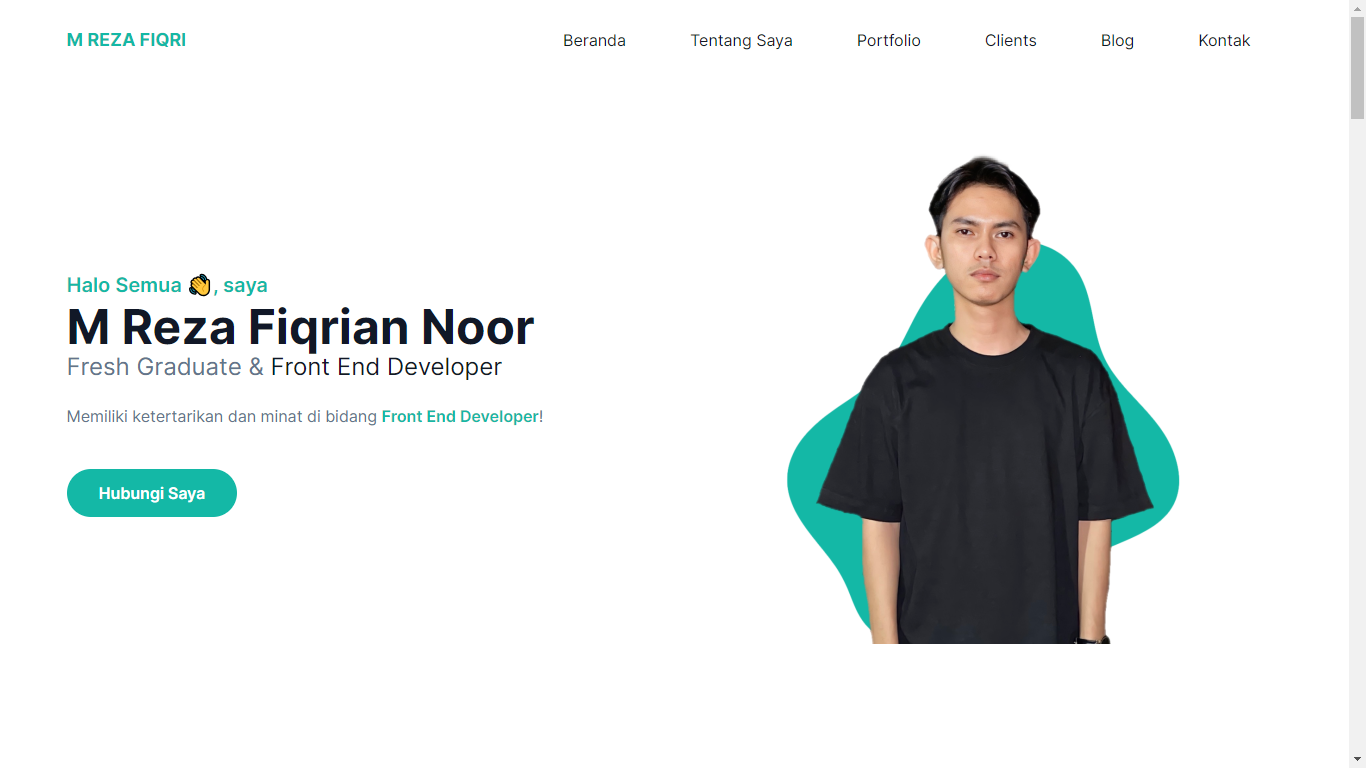 M REZA FIQRI
Beranda Tentang Saya Portfolio Clients Blog Kontak
Halo Semua 👋, saya
M Reza Fiqrian Noor
Fresh Graduate & Front End Developer
Memiliki ketertarikan dan minat di bidang Front End Developer!
Hubungi Saya